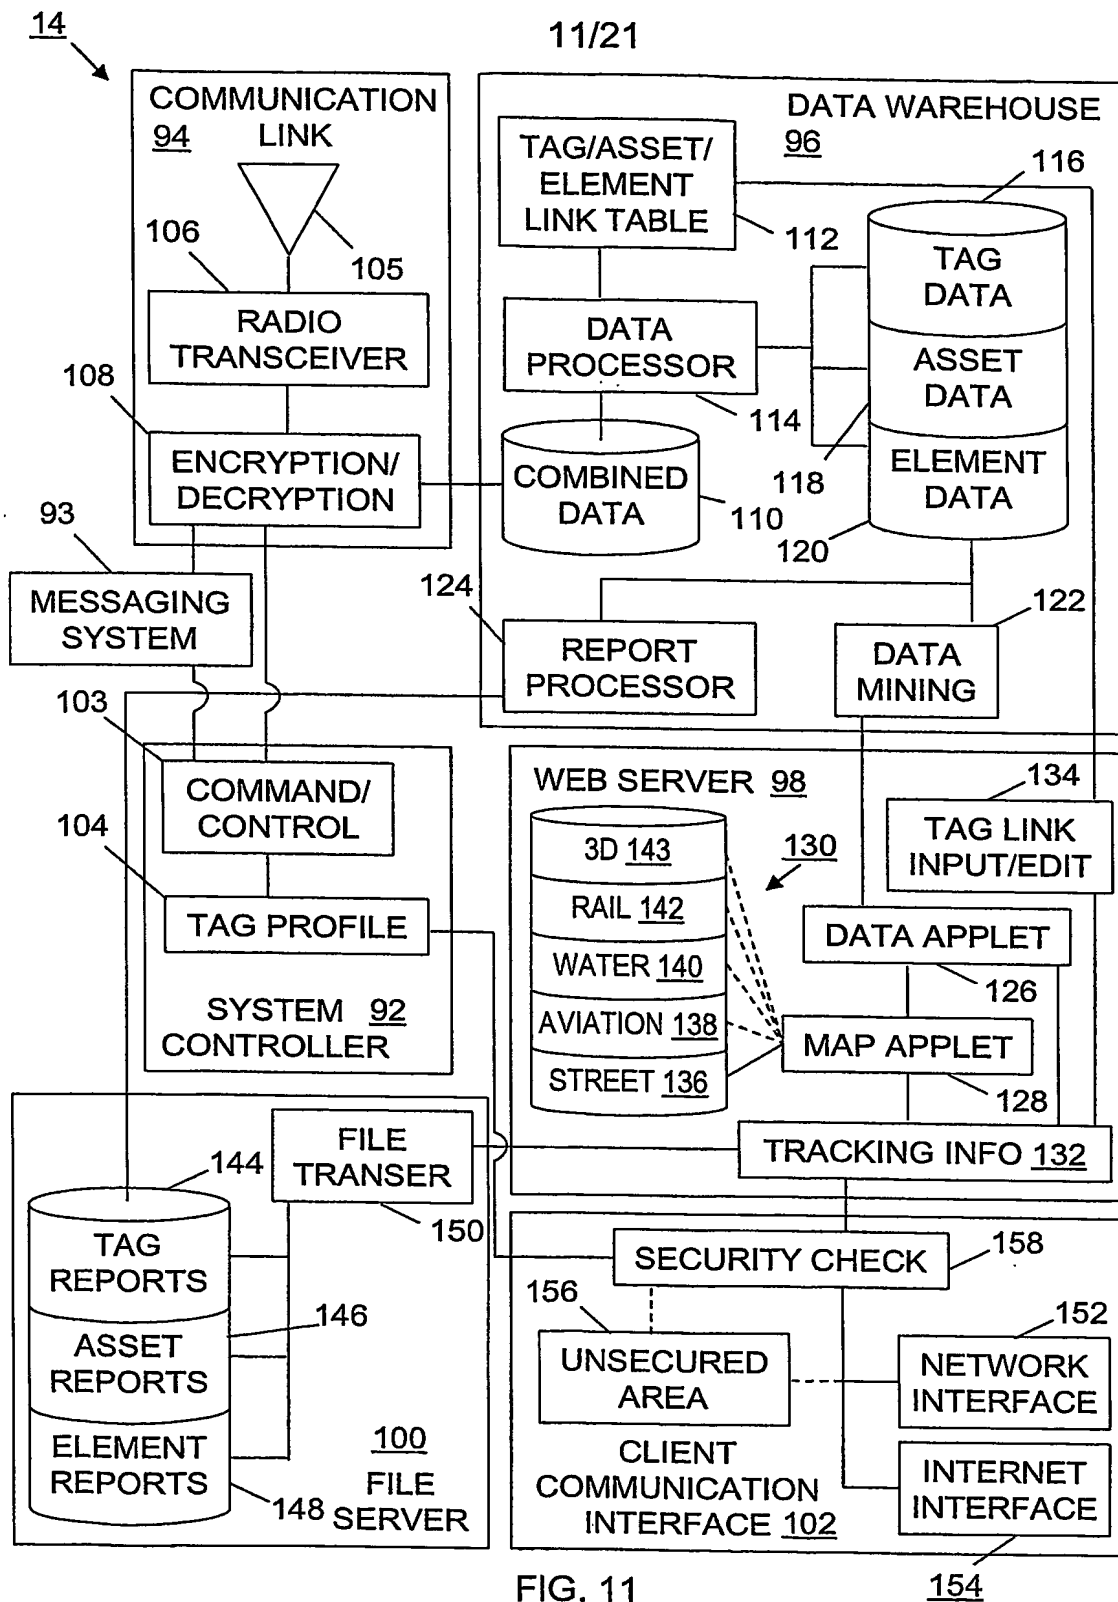 14
11/21
COMMUNICATION
94 LINK
106
105
RADIO
TRANSCEIVER
108
ENCRYPTION/
DECRYPTION
93
MESSAGING
SYSTEM
DATA WAREHOUSE
96
TAG/ASSET/
ELEMENT
LINK TABLE
112
116
TAG
DATA
DATA
PROCESSOR
114
ASSET
DATA
118
COMBINED
DATA
110
ELEMENT
DATA
120
124
REPORT
PROCESSOR
122
DATA
MINING
103
COMMAND/
CONTROL
104
TAG PROFILE
SYSTEM 92
CONTROLLER
WEB SERVER 98
134
TAG LINK
INPUT/EDIT
3D 143
130
RAIL 142
WATER 140
AVIATION 138
STREET 136
DATA APPLET
126
MAP APPLET
128
TRACKING INFO 132
144
FILE
TRANSER
150
TAG
REPORTS
146
ASSET
REPORTS
ELEMENT
REPORTS
148
100
FILE
SERVER
SECURITY CHECK
158
156
UNSECURED
AREA
152
NETWORK
INTERFACE
CLIENT
COMMUNICATION
INTERFACE 102
INTERNET
INTERFACE
154
FIG. 11